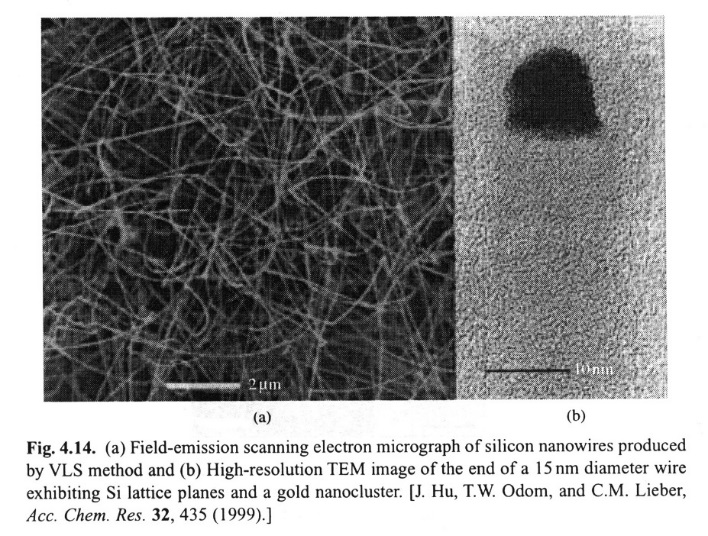 2 μm
10 nm
(a)
(b)
Fig. 4.14. (a) Field-emission scanning electron micrograph of silicon nanowires produced
by VLS method and (b) High-resolution TEM image of the end of a 15 nm diameter wire
exhibiting Si lattice planes and a gold nanocluster. [J. Hu, T.W. Odom, and C.M. Lieber,
Acc. Chem. Res. 32, 435 (1999).]